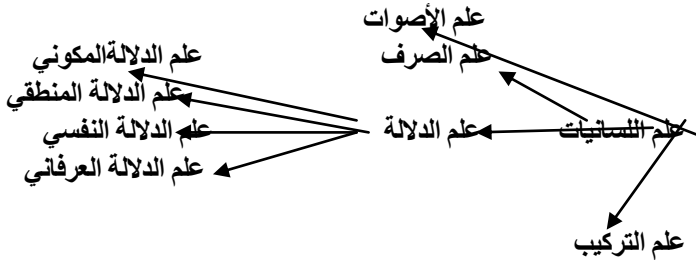 علم الأصوات
علم الصرف
علم اللسانيات
علم الدلالة
علم التركيب
علم الدلالةالمكوني
علم الدلالة المنطقي
علم الدلالة النفسي
علم الدلالة العرفاني